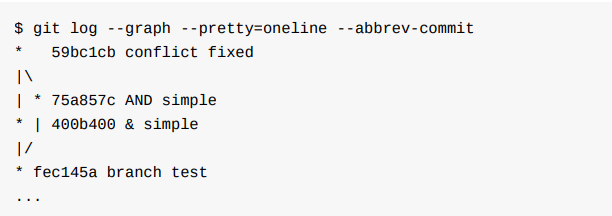 $ git log --graph --pretty=oneline --abbrev-commit
*   59bc1cb conflict fixed
|\
| * 75a857c AND simple
* | 400b400 & simple
|/
* fec145a branch test
...